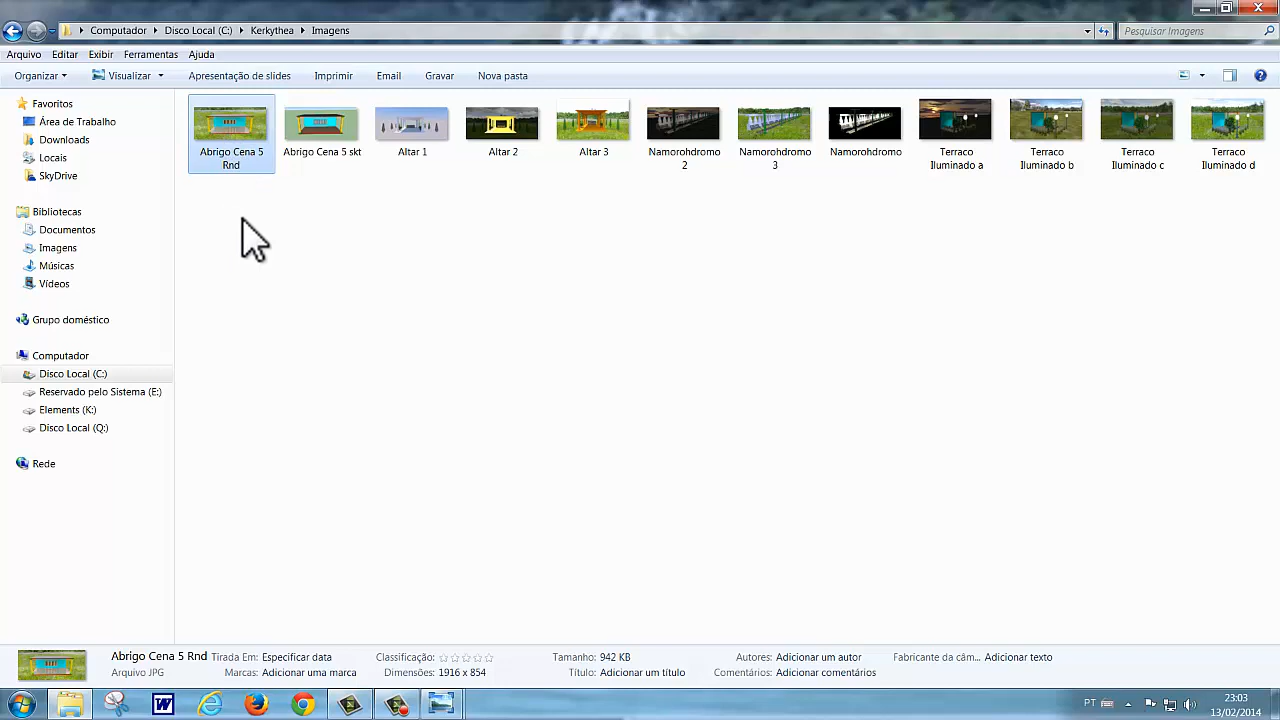 Computador Disco Local (C:) Kerkythea Imagens
Pesquisar Imagens
Arquivo Editar Exibir Ferramentas Ajuda
Organizar Visualizar Apresentação de slides Imprimir Email Gravar Nova pasta
Favoritos
Área de Trabalho
Downloads
Locais
SkyDrive
Bibliotecas
Documentos
Imagens
Músicas
Vídeos
Grupo doméstico
Computador
Disco Local (C:)
Reservado pelo Sistema (E:)
Elements (K:)
Disco Local (Q:)
Rede
Abrigo Cena 5
Rnd
Abrigo Cena 5 skt
Altar 1
Altar 2
Altar 3
Namorohdromo
2
Namorohdromo
3
Namorohdromo
Terraco
Iluminado a
Terraco
Iluminado b
Terraco
Iluminado c
Terraco
Iluminado d
Abrigo Cena 5 Rnd Tirada Em: Especificar data Classificação: Tamanho: 942 KB Autores: Adicionar um autor Fabricante da câm... Adicionar texto
Arquivo JPG Marcas: Adicionar uma marca Dimensões: 1916 x 854 Título: Adicionar um título Comentários: Adicionar comentários
PT
23:03
13/02/2014